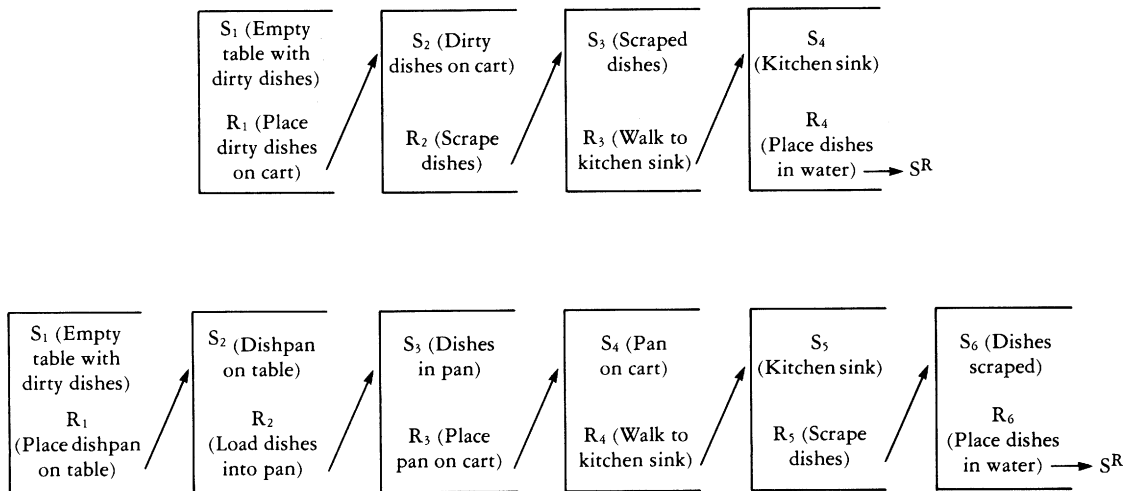 S₁ (Empty
table with
dirty dishes)
R₁ (Place
dirty dishes
on cart)
S₂ (Dirty
dishes on cart)
R₂ (Scrape
dishes)
S₃ (Scraped
dishes)
R₃ (Walk to
kitchen sink)
S₄
(Kitchen sink)
R₄
(Place dishes
in water) → Sᴿ
S₁ (Empty
table with
dirty dishes)
R₁
(Place dishpan
on table)
S₂ (Dishpan
on table)
R₂
(Load dishes
into pan)
S₃ (Dishes
in pan)
R₃ (Place
pan on cart)
S₄ (Pan
on cart)
R₄ (Walk to
kitchen sink)
S₅
(Kitchen sink)
R₅ (Scrape
dishes)
S₆ (Dishes
scraped)
R₆
(Place dishes
in water) → Sᴿ